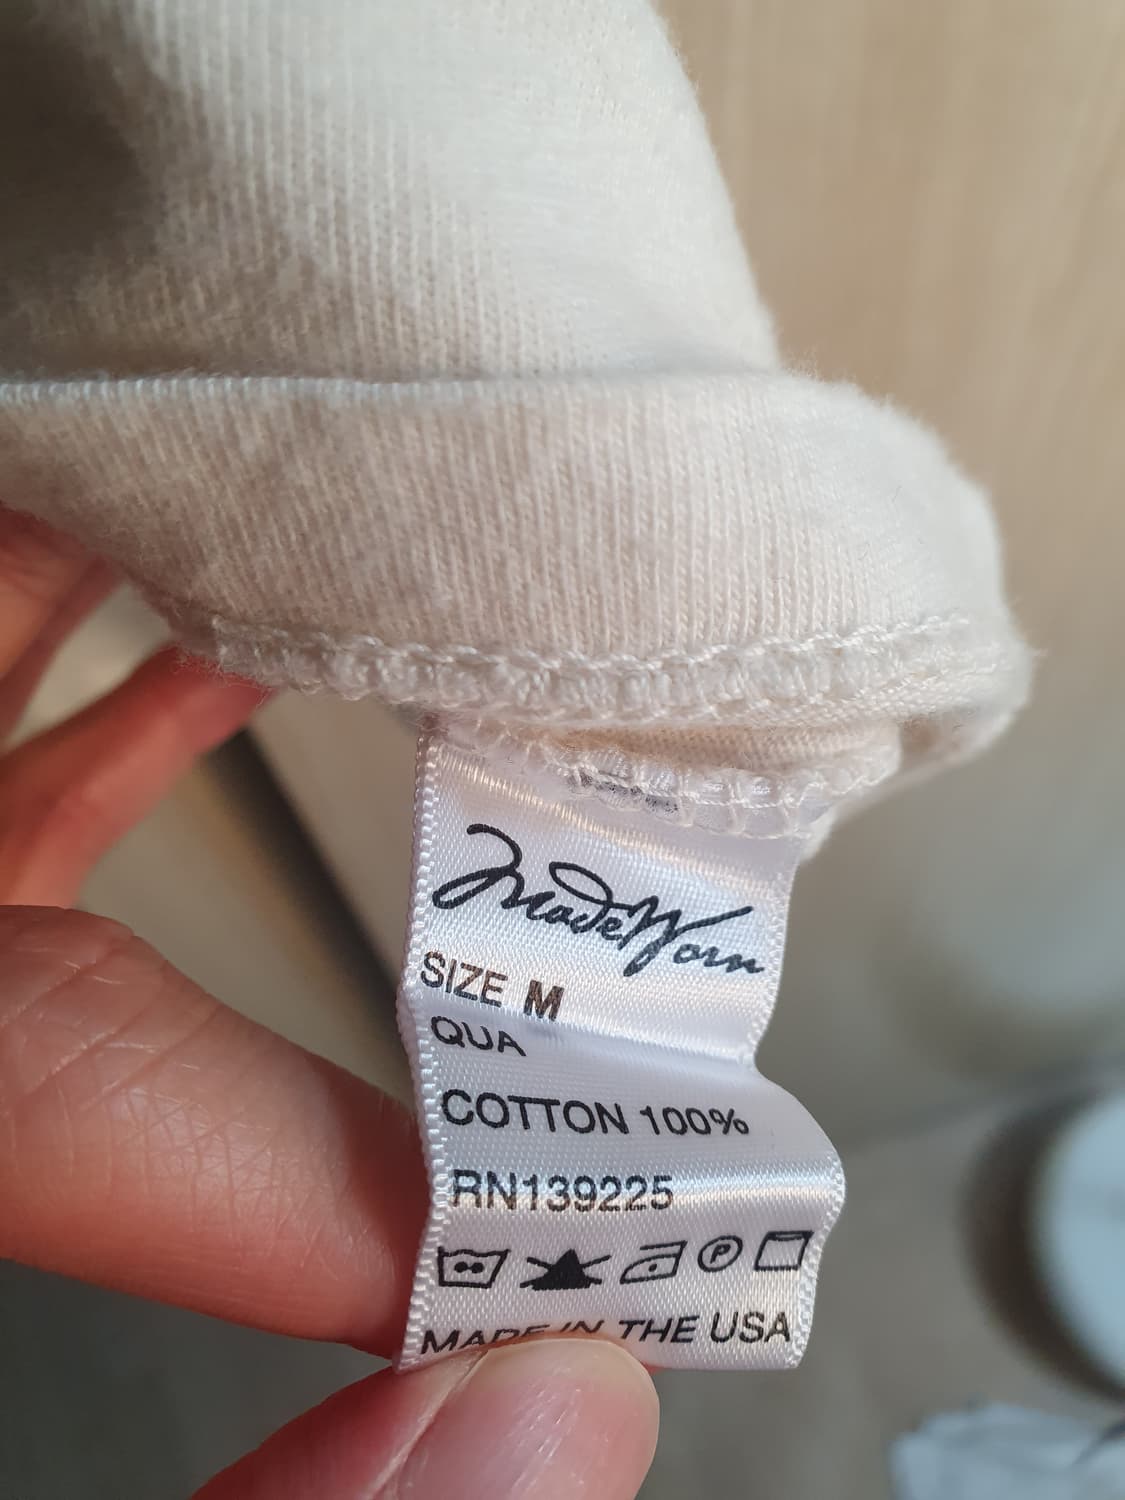 MadeWorn
SIZE M
QUA
COTTON 100%
RN139225
P
MADE IN THE USA